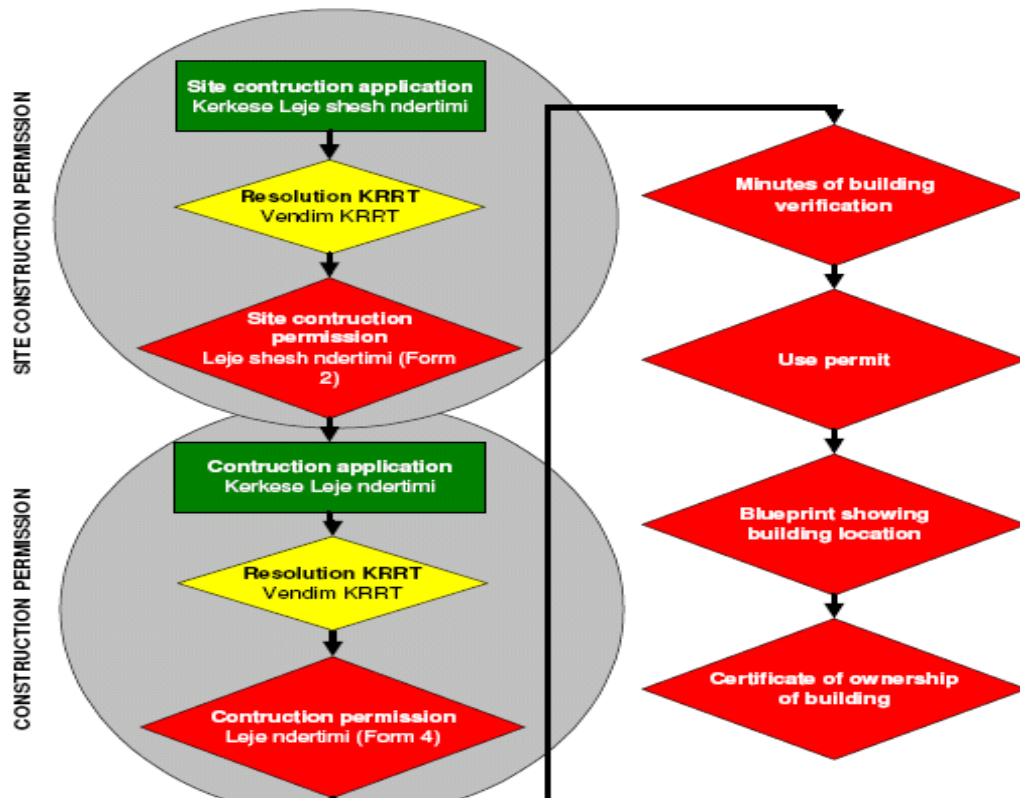 SITE CONSTRUCTION PERMISSION
Site contruction application
Kerkese Leje shesh ndertimi
Resolution KRRT
Vendim KRRT
Site contruction
permission
Leje shesh ndertimi (Form
2)
CONSTRUCTION PERMISSION
Contruction application
Kerkese Leje ndertimi
Resolution KRRT
Vendim KRRT
Contruction permission
Leje ndertimi (Form 4)
Minutes of building
verification
Use permit
Blueprint showing
building location
Certificate of ownership
of building